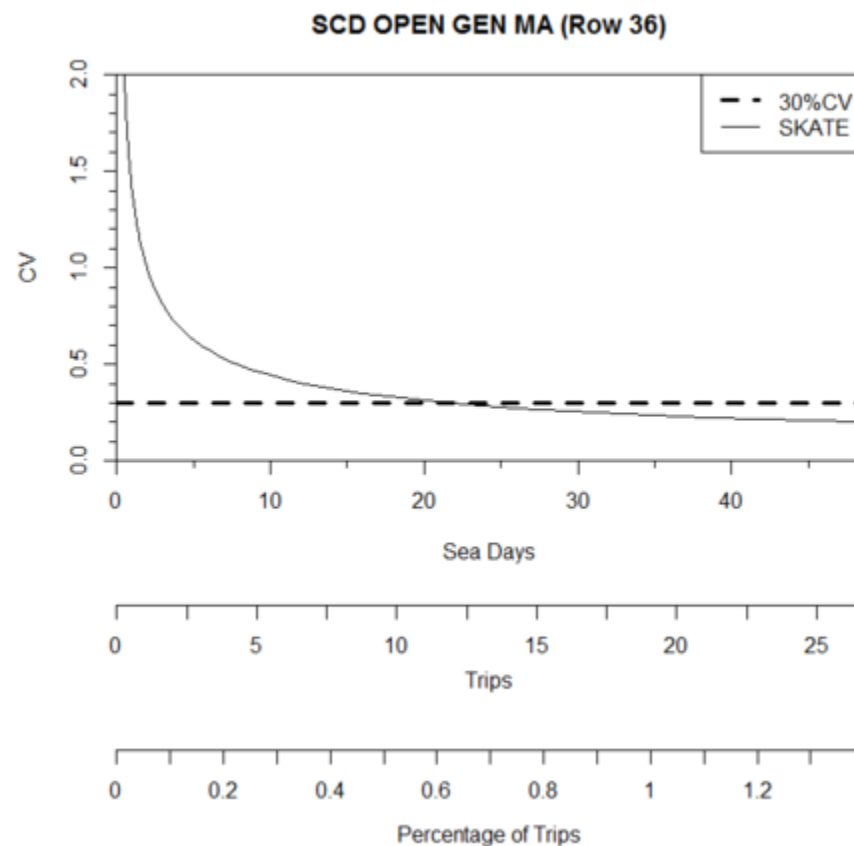 SCD OPEN GEN MA (Row 36)
30%CV
SKATE
CV
2.0
1.5
1.0
0.5
0.0
0 10 20 30 40
Sea Days
0 5 10 15 20 25
Trips
0 0.2 0.4 0.6 0.8 1 1.2
Percentage of Trips